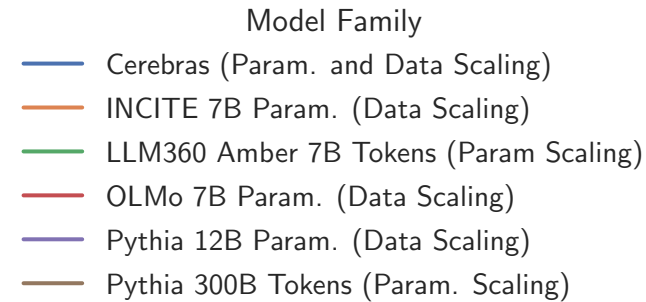 Model Family
Cerebras (Param. and Data Scaling)
INCITE 7B Param. (Data Scaling)
LLM360 Amber 7B Tokens (Param Scaling)
OLMo 7B Param. (Data Scaling)
Pythia 12B Param. (Data Scaling)
Pythia 300B Tokens (Param. Scaling)